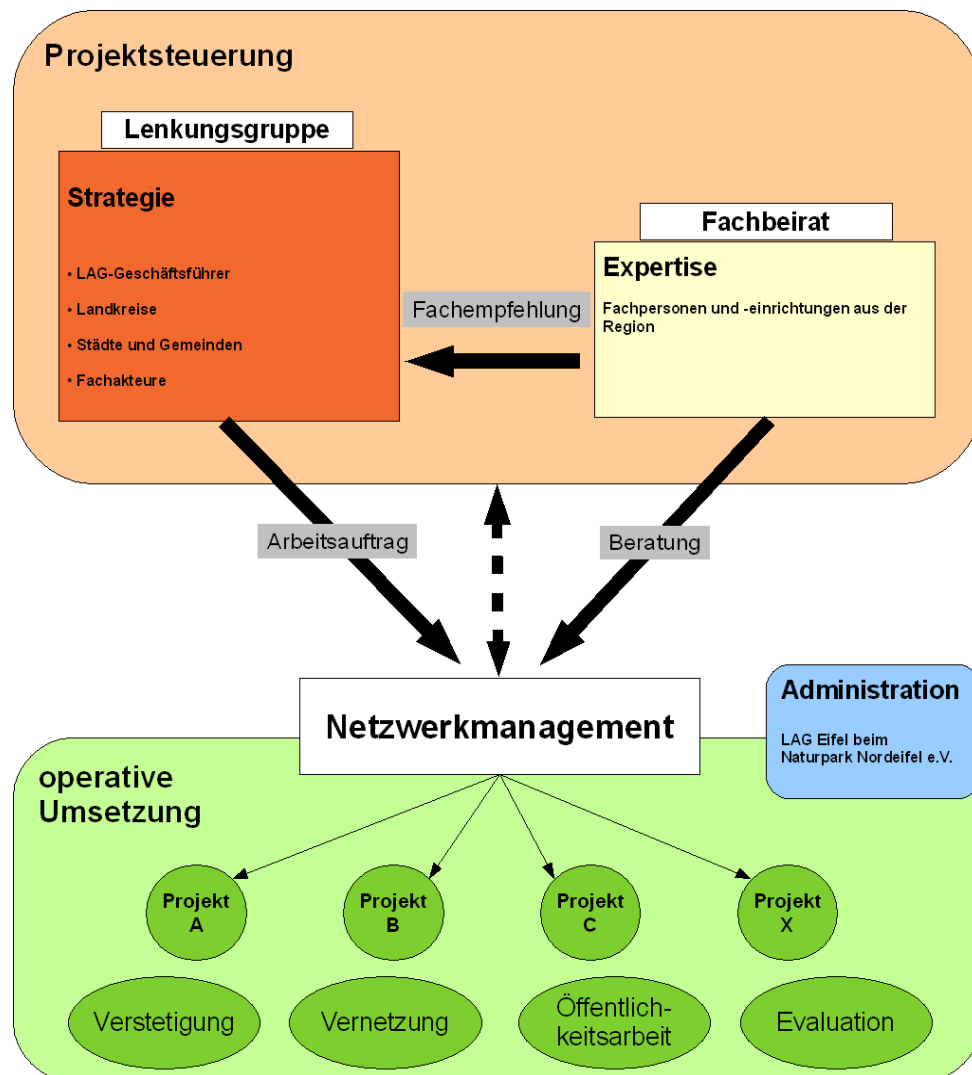 Projektsteuerung
Lenkungsgruppe
Strategie
• LAG-Geschäftsführer
• Landkreise
• Städte und Gemeinden
• Fachakteure
Fachempfehlung
Fachbeirat
Expertise
Fachpersonen und -einrichtungen aus der
Region
Arbeitsauftrag
Beratung
Netzwerkmanagement
Administration
LAG Eifel beim
Naturpark Nordeifel e.V.
operative
Umsetzung
Projekt
A
Projekt
B
Projekt
C
Projekt
X
Verstetigung
Vernetzung
Öffentlich-
keitsarbeit
Evaluation